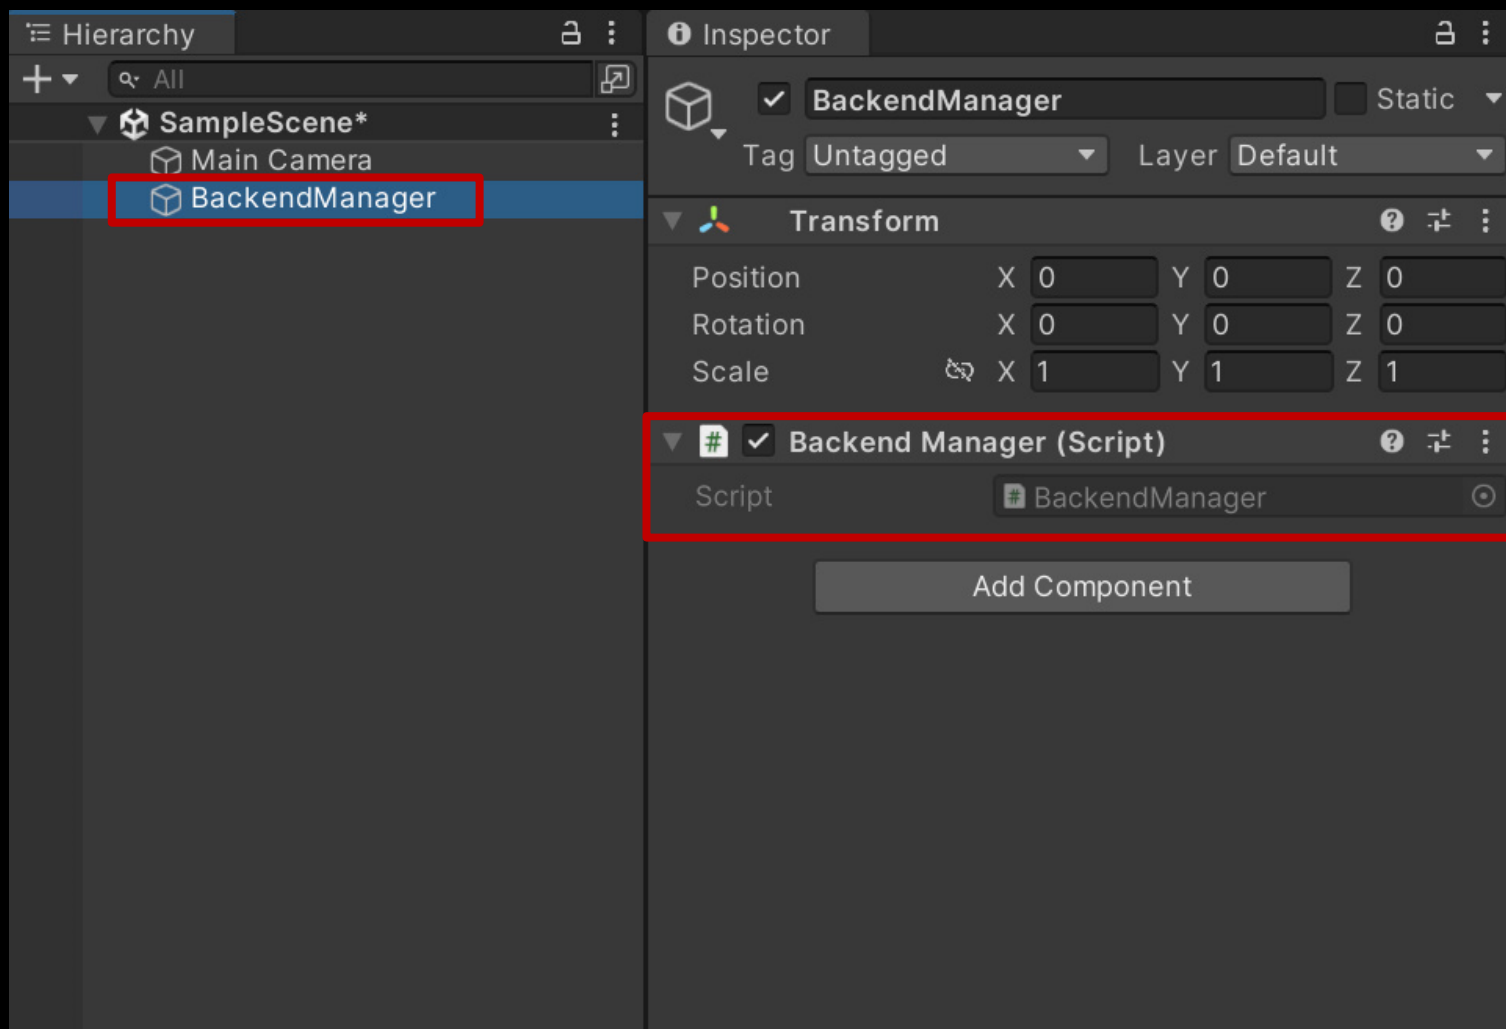 Hierarchy
All
SampleScene*
Main Camera
BackendManager
Inspector
BackendManager
Static
Tag Untagged Layer Default
Transform
Position X 0 Y 0 Z 0
Rotation X 0 Y 0 Z 0
Scale X 1 Y 1 Z 1
# Backend Manager (Script)
Script # BackendManager
Add Component